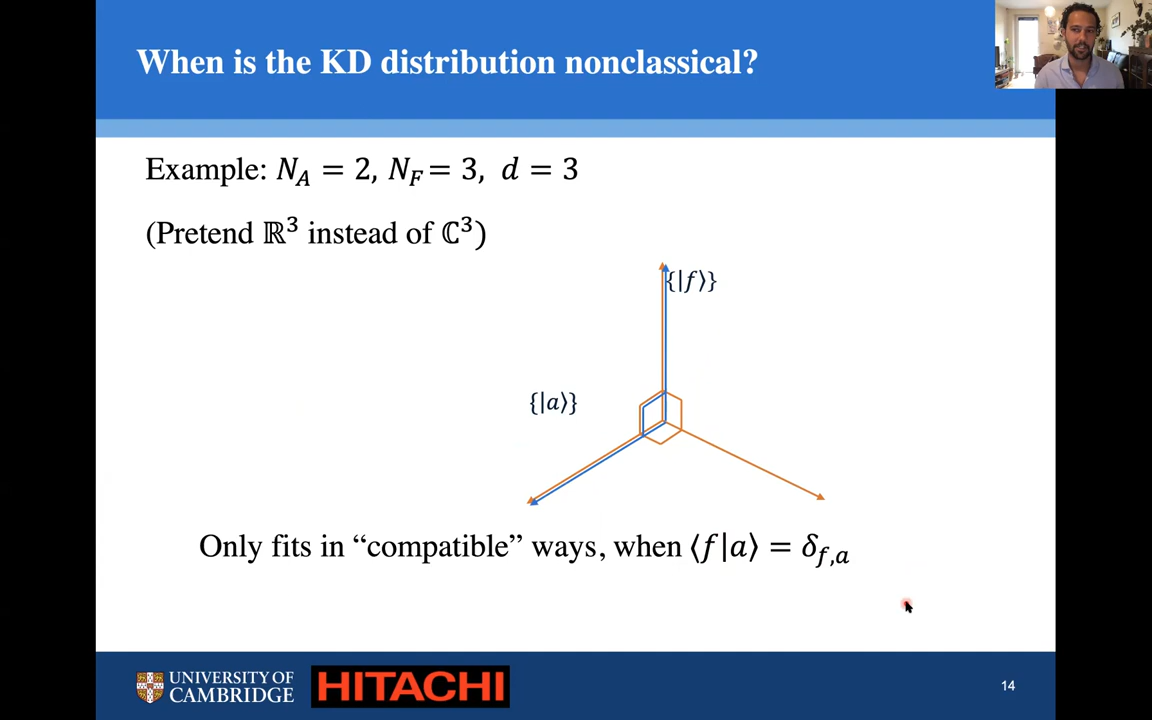 When is the KD distribution nonclassical?
Example: N_A = 2, N_F = 3, d = 3
(Pretend ℝ³ instead of ℂ³)
{|f⟩}
{|a⟩}
Only fits in “compatible” ways, when ⟨f|a⟩ = δ_{f,a}
UNIVERSITY OF
CAMBRIDGE
HITACHI
14